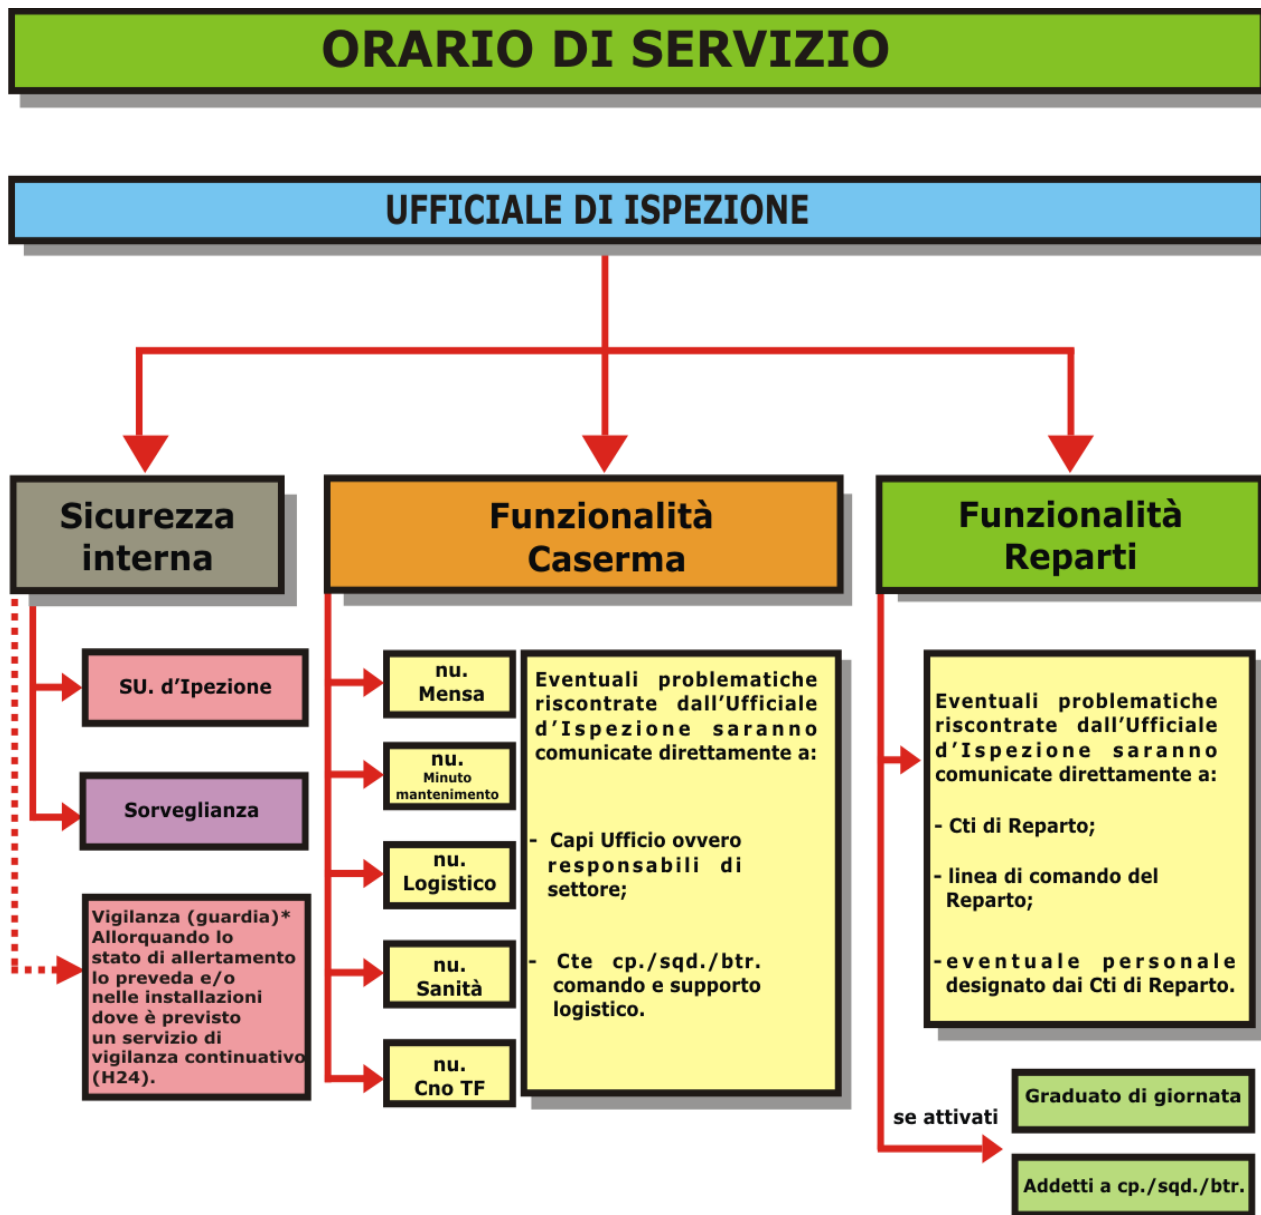 ORARIO DI SERVIZIO
UFFICIALE DI ISPEZIONE
Sicurezza
interna
SU. d'Ipezione
Sorveglianza
Vigilanza (guardia)*
Allorquando lo
stato di allertamento
lo preveda e/o
nelle installazioni
dove è previsto
un servizio di
vigilanza continuativo
(H24).
Funzionalità
Caserma
nu.
Mensa
nu.
Minuto
mantenimento
nu.
Logistico
nu.
Sanità
nu.
Cno TF
Eventuali problematiche
riscontrate dall'Ufficiale
d'Ispezione saranno
comunicate direttamente a:
- Capi Ufficio ovvero
responsabili di
settore;
- Cte cp./sqd./btr.
comando e supporto
logistico.
Funzionalità
Reparti
Eventuali problematiche
riscontrate dall'Ufficiale
d'Ispezione saranno
comunicate direttamente a:
- Cti di Reparto;
- linea di comando del
Reparto;
- eventuale personale
designato dai Cti di Reparto.
se attivati
Graduato di giornata
Addetti a cp./sqd./btr.